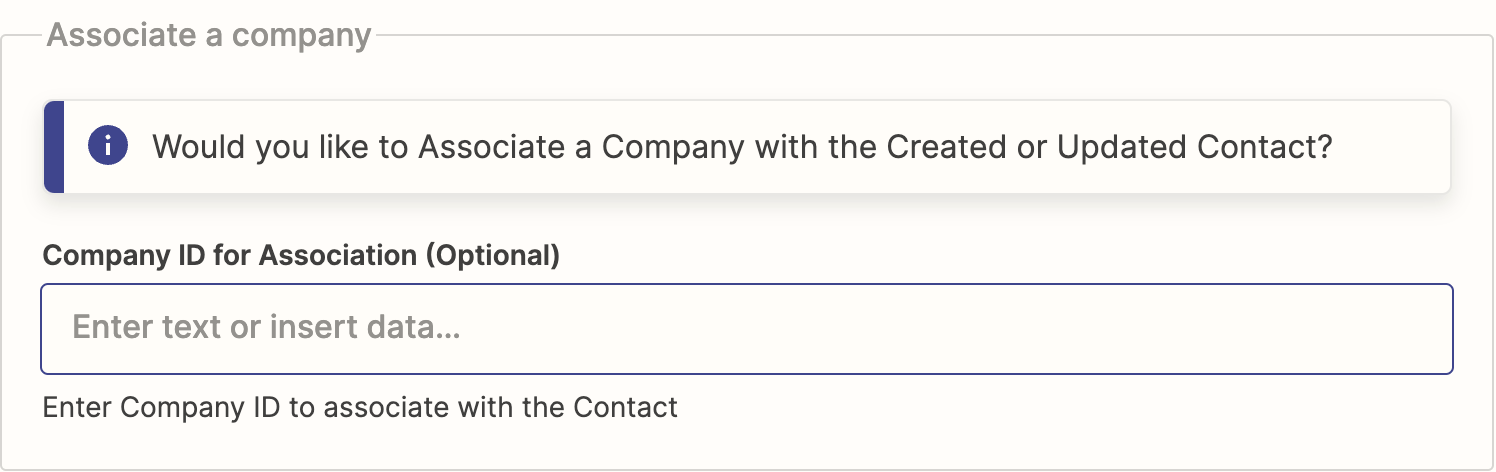 Associate a company
Would you like to Associate a Company with the Created or Updated Contact?
Company ID for Association (Optional)
Enter text or insert data...
Enter Company ID to associate with the Contact